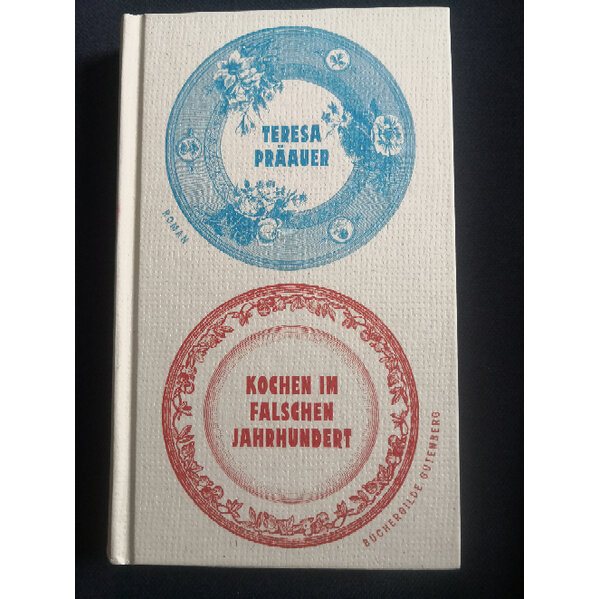 TERESA
PRÄAUER
ROMAN
KOCHEN IM
FALSCHEN
JAHRHUNDERT
BÜCHERGILDE GUTENBERG